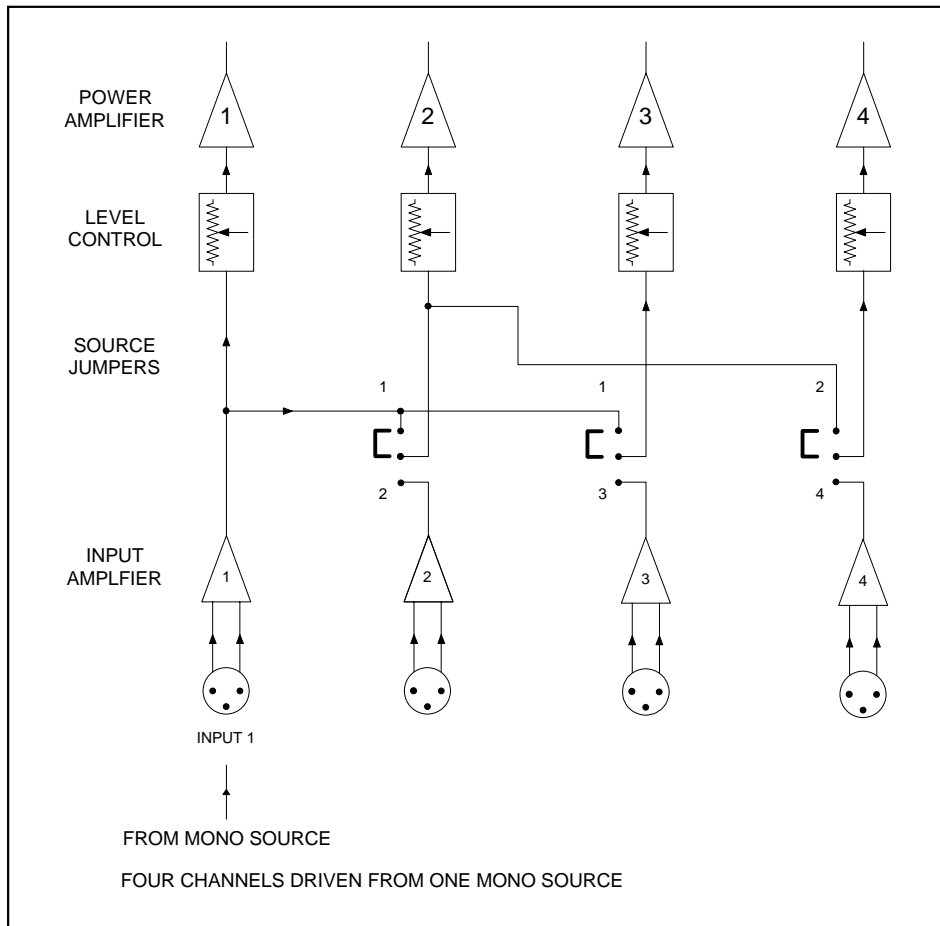 POWER
AMPLIFIER
1
2
3
4
LEVEL
CONTROL
SOURCE
JUMPERS
1
1
2
2
3
4
INPUT
AMPLFIER
1
2
3
4
INPUT 1
FROM MONO SOURCE
FOUR CHANNELS DRIVEN FROM ONE MONO SOURCE